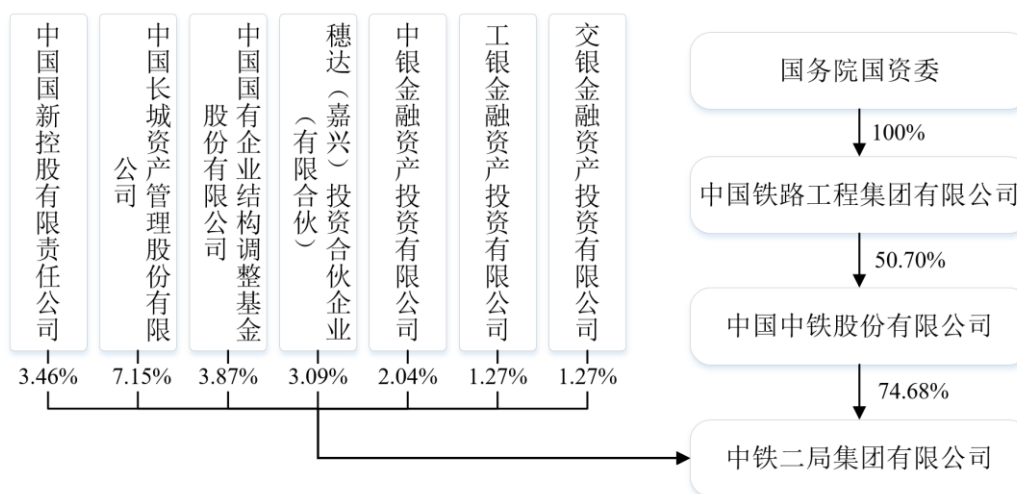 中国国新控股有限责任公司
中国长城资产管理股份有限
公司
中国国有企业结构调整基金
股份有限公司
穗达（嘉兴）投资合伙企业
（有限合伙）
中银金融资产投资有限公司
工银金融资产投资有限公司
交银金融资产投资有限公司
3.46%
7.15%
3.87%
3.09%
2.04%
1.27%
1.27%
国务院国资委
100%
中国铁路工程集团有限公司
50.70%
中国中铁股份有限公司
74.68%
中铁二局集团有限公司